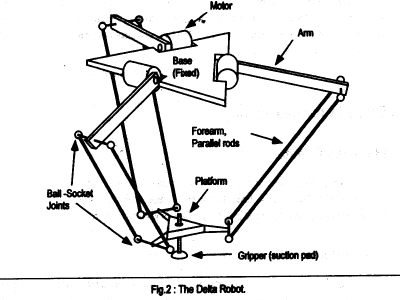 Motor
Arm
Base
(Fixed)
Forearm,
Parallel rods
Platform
Ball -Socket
Joints
Gripper (suction pad)
Fig.2 : The Delta Robot.